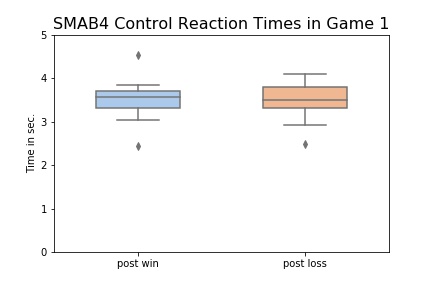 SMAB4 Control Reaction Times in Game 1
5
4
3
2
1
0
Time in sec.
post win
post loss